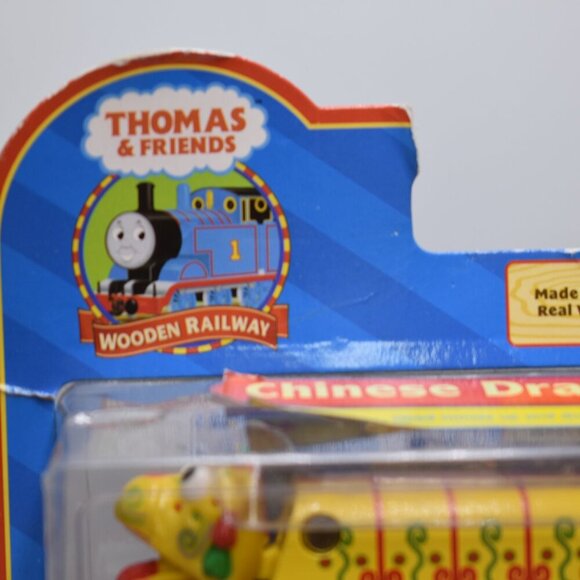 THOMAS
& FRIENDS
1
WOODEN RAILWAY
Made
Real
Chinese Dra